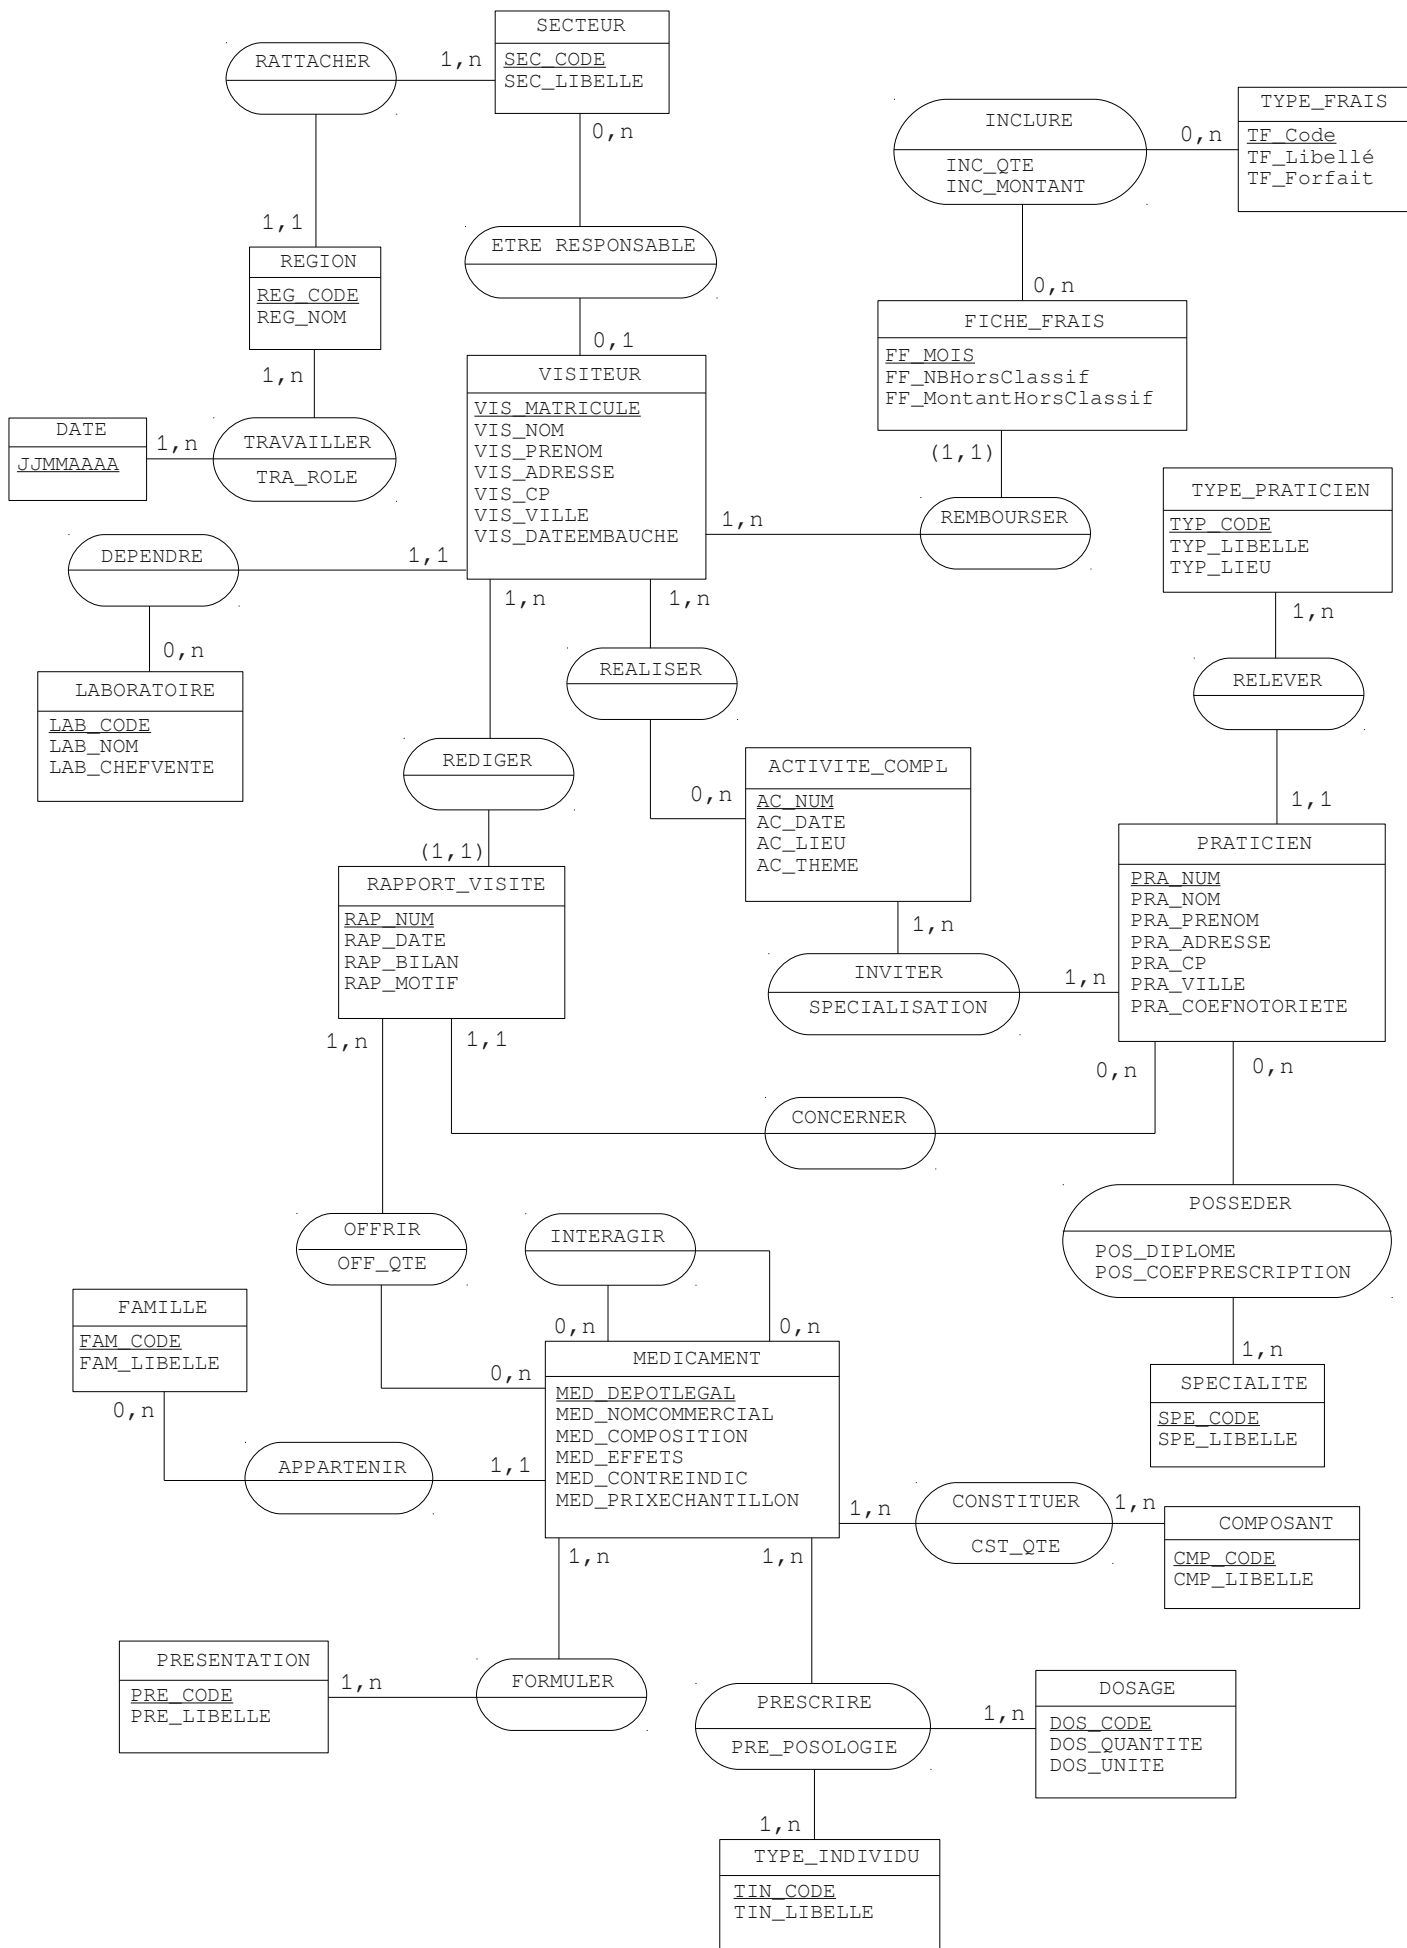 SECTEUR
SEC_CODE
SEC_LIBELLE
RATTACHER
1,n
0,n
1,1
INCLURE
INC_QTE
INC_MONTANT
0,n
TYPE_FRAIS
TF_Code
TF_Libellé
TF_Forfait
REGION
REG_CODE
REG_NOM
1,n
ETRE RESPONSABLE
0,1
0,n
FICHE_FRAIS
FF_MOIS
FF_NBHorsClassif
FF_MontantHorsClassif
(1,1)
VISITEUR
VIS_MATRICULE
VIS_NOM
VIS_PRENOM
VIS_ADRESSE
VIS_CP
VIS_VILLE
VIS_DATEEMBAUCHE
DATE
JJMMAAAA
1,n
TRAVAILLER
TRA_ROLE
1,n
REMBOURSER
TYPE_PRATICIEN
TYP_CODE
TYP_LIBELLE
TYP_LIEU
1,n
DEPENDRE
1,1
0,n
1,n
1,n
LABORATOIRE
LAB_CODE
LAB_NOM
LAB_CHEFVENTE
REALISER
RELEVER
REDIGER
(1,1)
0,n
ACTIVITE_COMPL
AC_NUM
AC_DATE
AC_LIEU
AC_THEME
1,n
1,1
PRATICIEN
PRA_NUM
PRA_NOM
PRA_PRENOM
PRA_ADRESSE
PRA_CP
PRA_VILLE
PRA_COEFNOTORIETE
RAPPORT_VISITE
RAP_NUM
RAP_DATE
RAP_BILAN
RAP_MOTIF
INVITER
SPECIALISATION
1,n
1,n
1,1
0,n
0,n
CONCERNER
POSSEDER
POS_DIPLOME
POS_COEFPRESCRIPTION
1,n
OFFRIR
OFF_QTE
INTERAGIR
0,n
0,n
FAMILLE
FAM_CODE
FAM_LIBELLE
0,n
0,n
MEDICAMENT
MED_DEPOTLEGAL
MED_NOMCOMMERCIAL
MED_COMPOSITION
MED_EFFETS
MED_CONTREINDIC
MED_PRIXECHANTILLON
SPECIALITE
SPE_CODE
SPE_LIBELLE
APPARTENIR
1,1
1,n
CONSTITUER
CST_QTE
1,n
COMPOSANT
CMP_CODE
CMP_LIBELLE
1,n
1,n
PRESENTATION
PRE_CODE
PRE_LIBELLE
1,n
FORMULER
PRESCRIRE
PRE_POSOLOGIE
1,n
DOSAGE
DOS_CODE
DOS_QUANTITE
DOS_UNITE
1,n
TYPE_INDIVIDU
TIN_CODE
TIN_LIBELLE